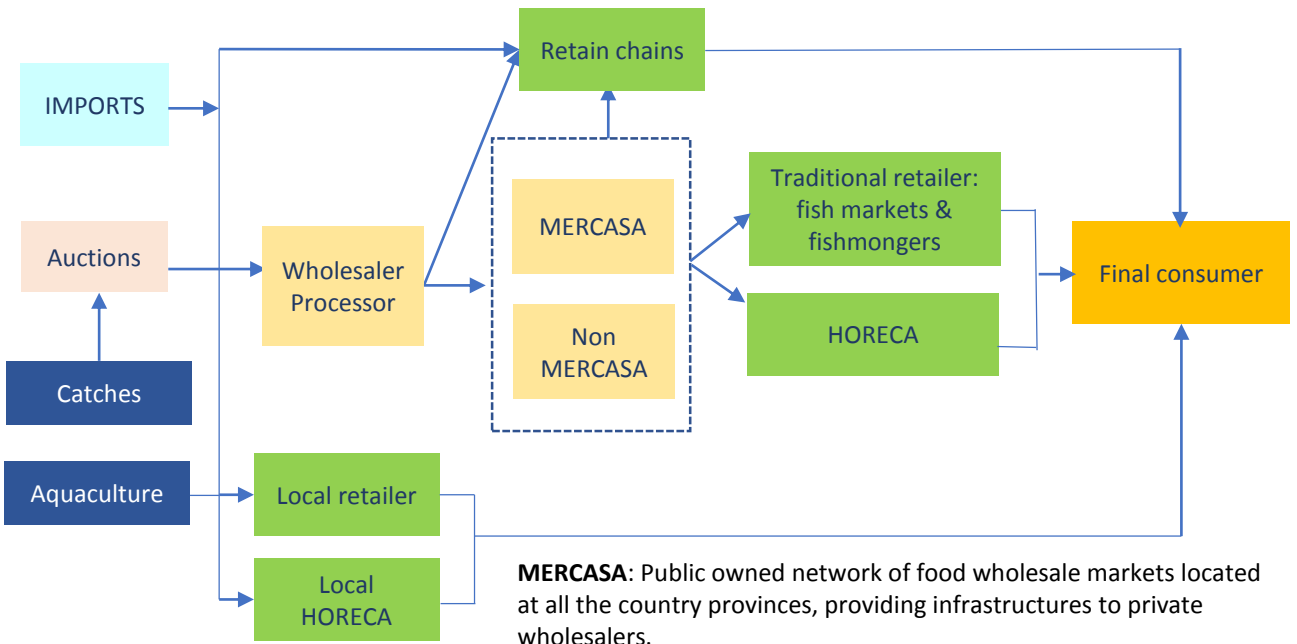 Retain chains
IMPORTS
Traditional retailer:
fish markets &
fishmongers
MERCASA
Auctions
Wholesaler
Processor
Final consumer
Non
MERCASA
HORECA
Catches
Aquaculture
Local retailer
Local
HORECA
MERCASA: Public owned network of food wholesale markets located
at all the country provinces, providing infrastructures to private
wholesalers.